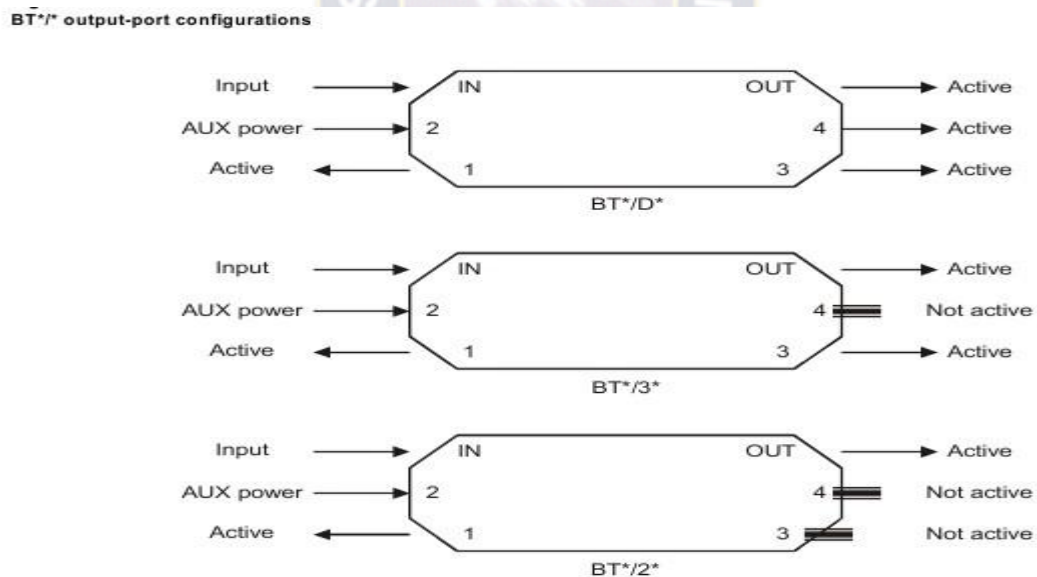 BT*/* output-port configurations
Input IN OUT Active
AUX power 2 4 Active
Active 1 3 Active
BT*/D*
Input IN OUT Active
AUX power 2 4 Not active
Active 1 3 Active
BT*/3*
Input IN OUT Active
AUX power 2 4 Not active
Active 1 3 Not active
BT*/2*